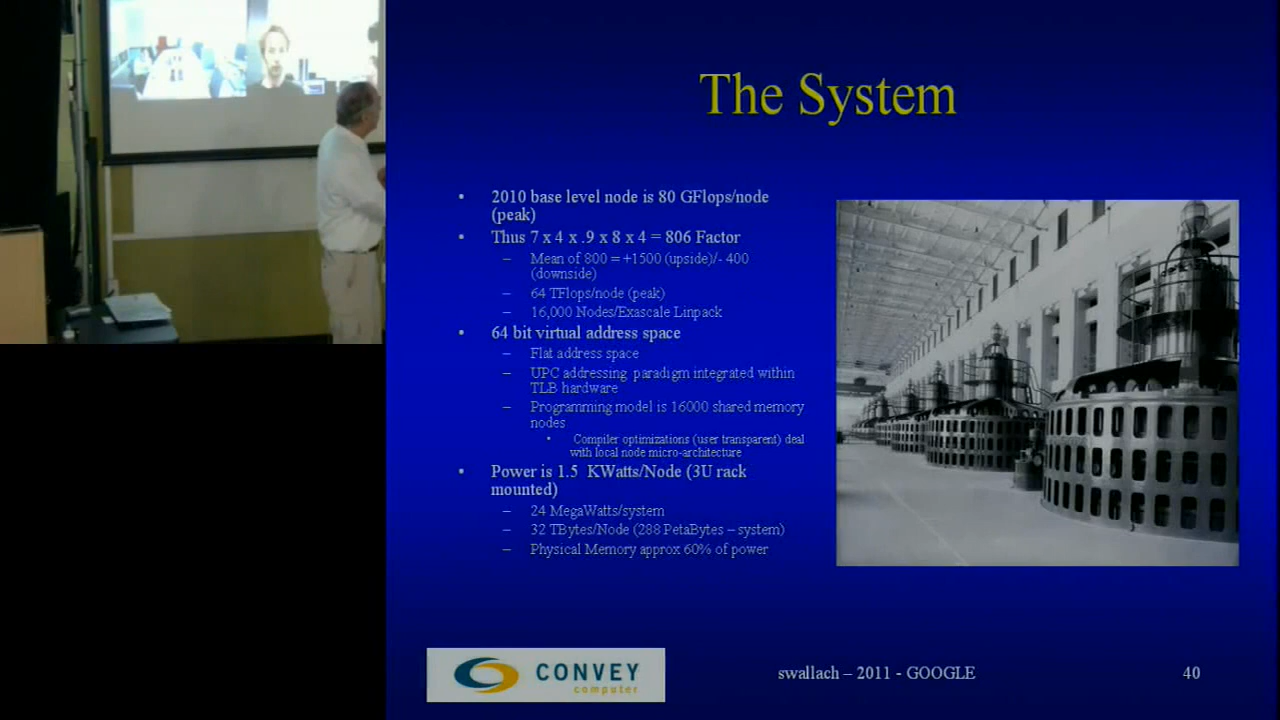 The System
• 2010 base level node is 80 GFlops/node
(peak)
• Thus 7 x 4 x .9 x 8 x 4 = 806 Factor
– Mean of 800 = +1500 (upside)/- 400
(downside)
– 64 TFlops/node (peak)
– 16,000 Nodes/Exascale Linpack
• 64 bit virtual address space
– Flat address space
– UPC addressing paradigm integrated within
TLB hardware
– Programming model is 16000 shared memory
nodes
• Compiler optimizations (user transparent) deal
with local node micro-architecture
• Power is 1.5 KWatts/Node (3U rack
mounted)
– 24 MegaWatts/system
– 32 TBytes/Node (288 PetaBytes – system)
– Physical Memory approx 60% of power
CONVEY
computer
swallach – 2011 - GOOGLE
40